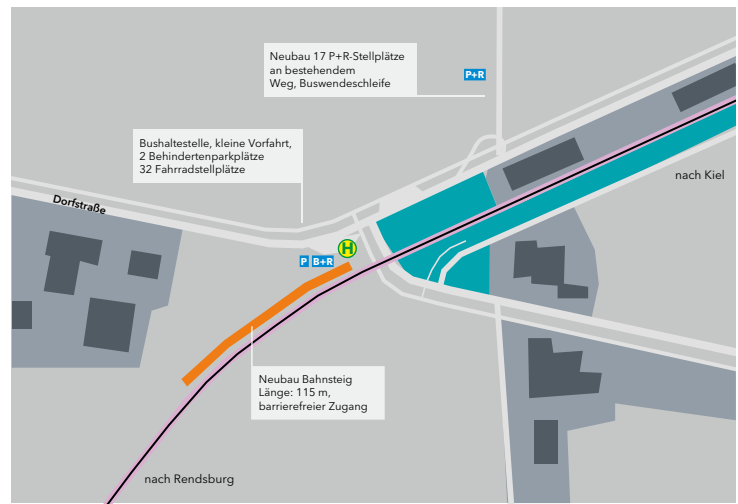 Neubau 17 P+R-Stellplätze
an bestehendem
Weg, Buswendeschleife
P+R
Bushaltestelle, kleine Vorfahrt,
2 Behindertenparkplätze
32 Fahrradstellplätze
nach Kiel
Dorfstraße
H
P B+R
Neubau Bahnsteig
Länge: 115 m,
barrierefreier Zugang
nach Rendsburg